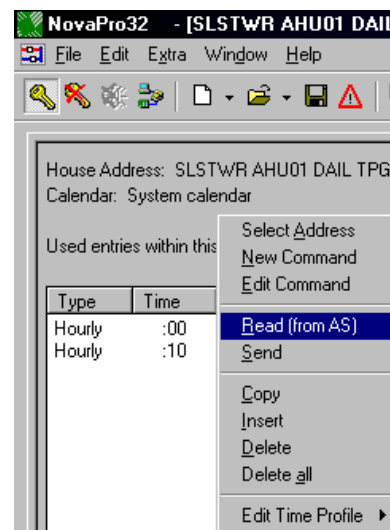 NovaPro32 - [SLSTWR AHU01 DAIL
File Edit Extra Window Help
House Address: SLSTWR AHU01 DAIL TPG
Calendar: System calendar
Used entries within this
Type Time
Hourly :00
Hourly :10
Select Address
New Command
Edit Command
Read (from AS)
Send
Copy
Insert
Delete
Delete all
Edit Time Profile